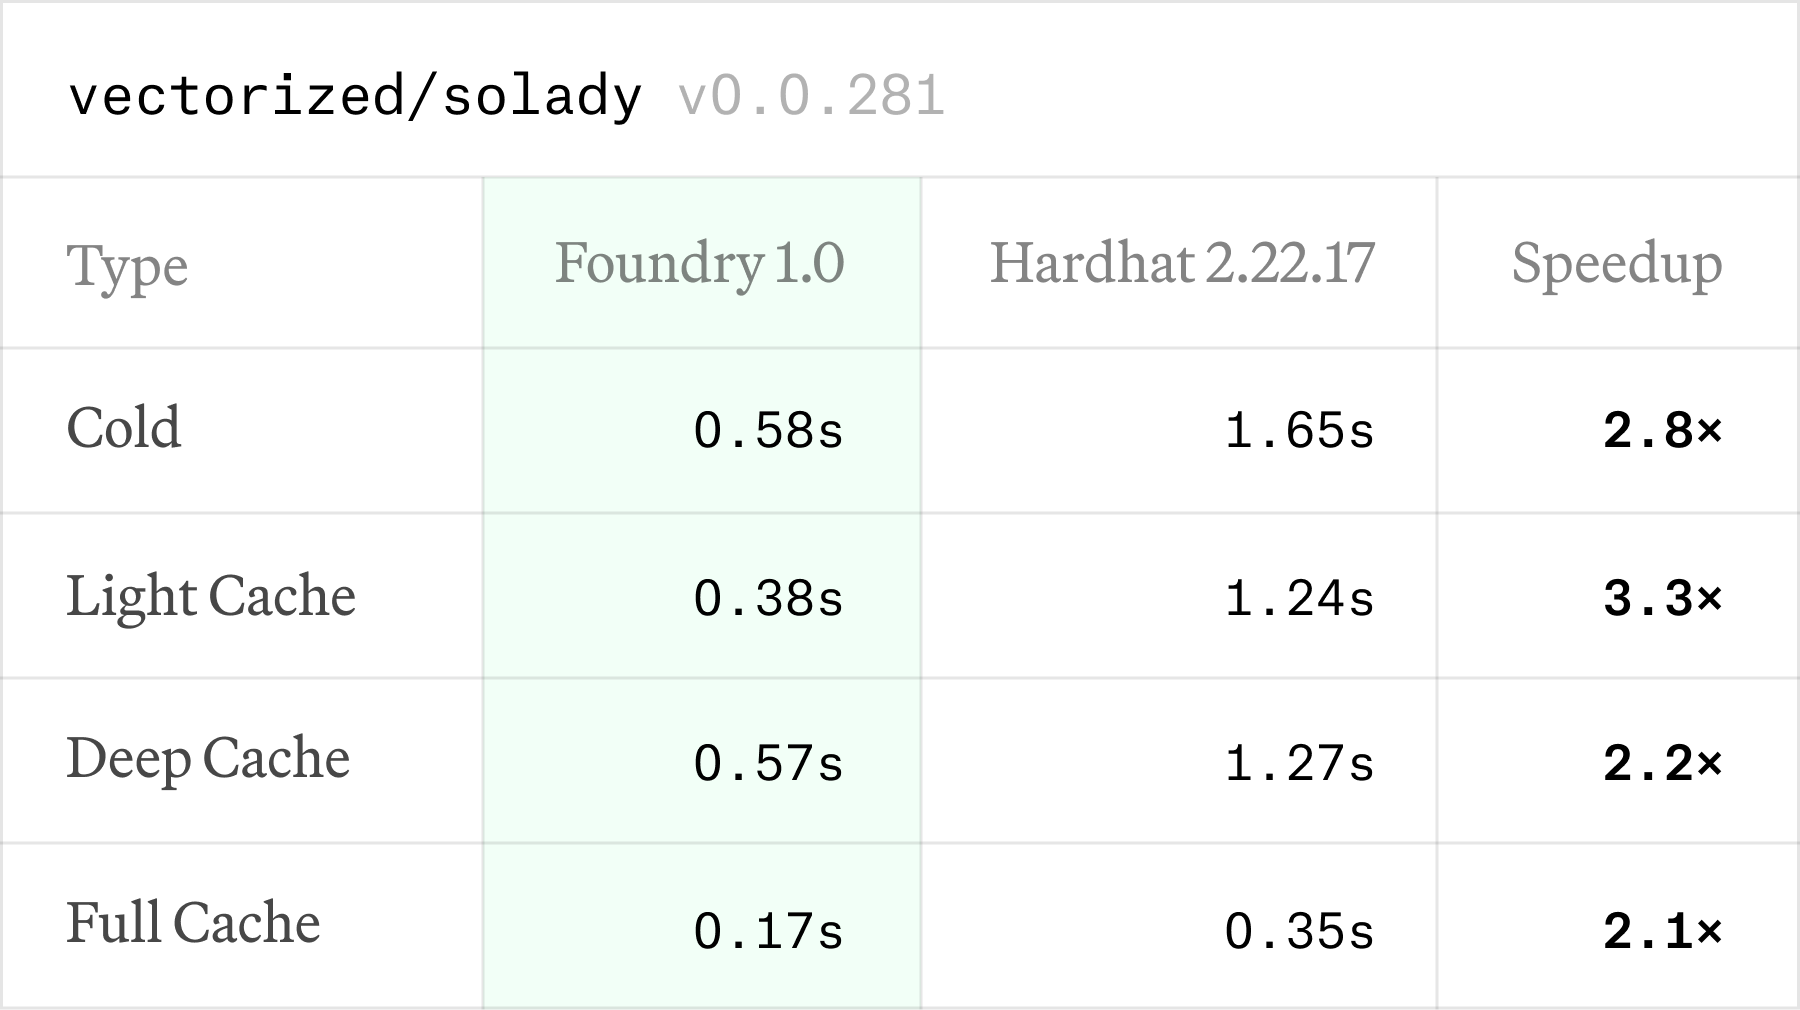 vectorized/solady v0.0.281
Type Foundry 1.0 Hardhat 2.22.17 Speedup
Cold 0.58s 1.65s 2.8×
Light Cache 0.38s 1.24s 3.3×
Deep Cache 0.57s 1.27s 2.2×
Full Cache 0.17s 0.35s 2.1×